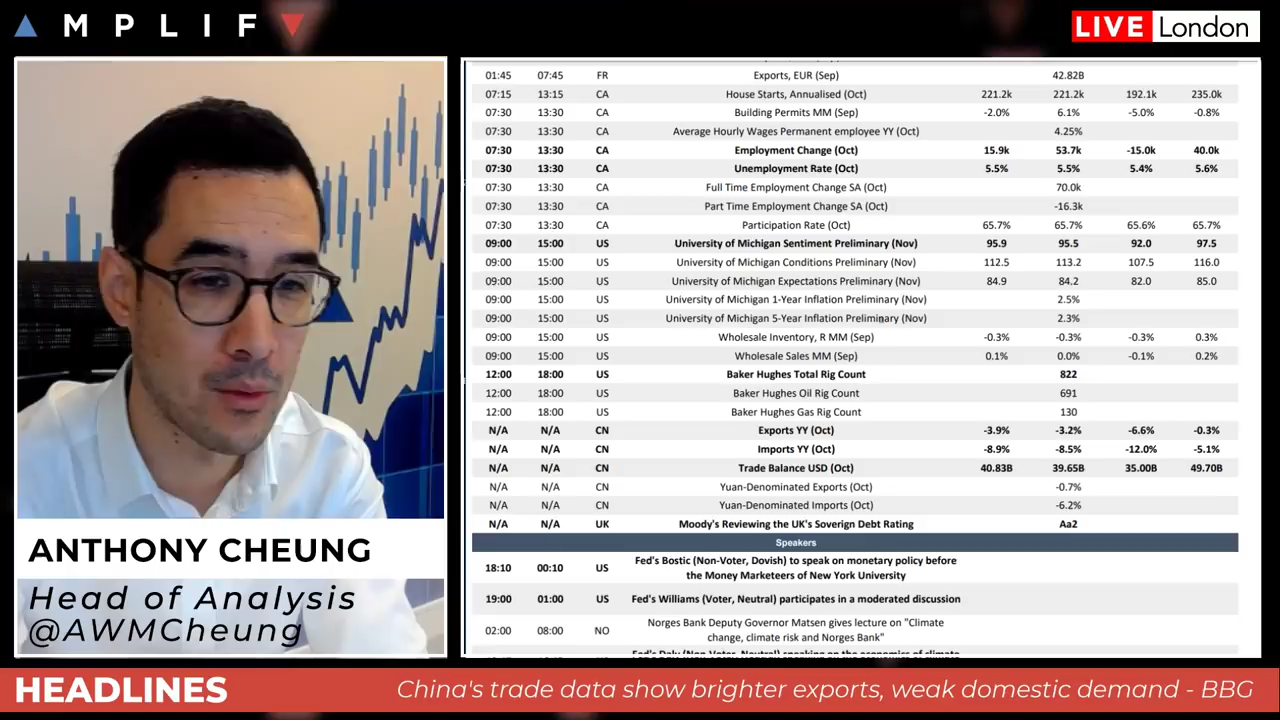 AMPLIFY
LIVE London
01:45 07:45 FR Exports, EUR (Sep) 42.82B
07:15 13:15 CA House Starts, Annualised (Oct) 221.2k 221.2k 192.1k 235.0k
07:30 13:30 CA Building Permits MM (Sep) -2.0% 6.1% -5.0% -0.8%
07:30 13:30 CA Average Hourly Wages Permanent employee YY (Oct) 4.25%
07:30 13:30 CA Employment Change (Oct) 15.9k 53.7k -15.0k 40.0k
07:30 13:30 CA Unemployment Rate (Oct) 5.5% 5.5% 5.4% 5.6%
07:30 13:30 CA Full Time Employment Change SA (Oct) 70.0k
07:30 13:30 CA Part Time Employment Change SA (Oct) -16.3k
07:30 13:30 CA Participation Rate (Oct) 65.7% 65.7% 65.6% 65.7%
09:00 15:00 US University of Michigan Sentiment Preliminary (Nov) 95.9 95.5 92.0 97.5
09:00 15:00 US University of Michigan Conditions Preliminary (Nov) 112.5 113.2 107.5 116.0
09:00 15:00 US University of Michigan Expectations Preliminary (Nov) 84.9 84.2 82.0 85.0
09:00 15:00 US University of Michigan 1-Year Inflation Preliminary (Nov) 2.5%
09:00 15:00 US University of Michigan 5-Year Inflation Preliminary (Nov) 2.3%
09:00 15:00 US Wholesale Inventory, R MM (Sep) -0.3% -0.3% -0.3% 0.3%
09:00 15:00 US Wholesale Sales MM (Sep) 0.1% 0.0% -0.1% 0.2%
12:00 18:00 US Baker Hughes Total Rig Count 822
12:00 18:00 US Baker Hughes Oil Rig Count 691
12:00 18:00 US Baker Hughes Gas Rig Count 130
N/A N/A CN Exports YY (Oct) -3.9% -3.2% -6.6% -0.3%
N/A N/A CN Imports YY (Oct) -8.9% -8.5% -12.0% -5.1%
N/A N/A CN Trade Balance USD (Oct) 40.83B 39.65B 35.00B 49.70B
N/A N/A CN Yuan-Denominated Exports (Oct) -0.7%
N/A N/A CN Yuan-Denominated Imports (Oct) -6.2%
N/A N/A UK Moody's Reviewing the UK's Soverign Debt Rating Aa2
Speakers
18:10 00:10 US Fed's Bostic (Non-Voter, Dovish) to speak on monetary policy before
the Money Marketeers of New York University
19:00 01:00 US Fed's Williams (Voter, Neutral) participates in a moderated discussion
02:00 08:00 NO Norges Bank Deputy Governor Matsen gives lecture on "Climate
change, climate risk and Norges Bank"
ANTHONY CHEUNG
Head of Analysis
@AWMCheung
HEADLINES
China's trade data show brighter exports, weak domestic demand - BBG